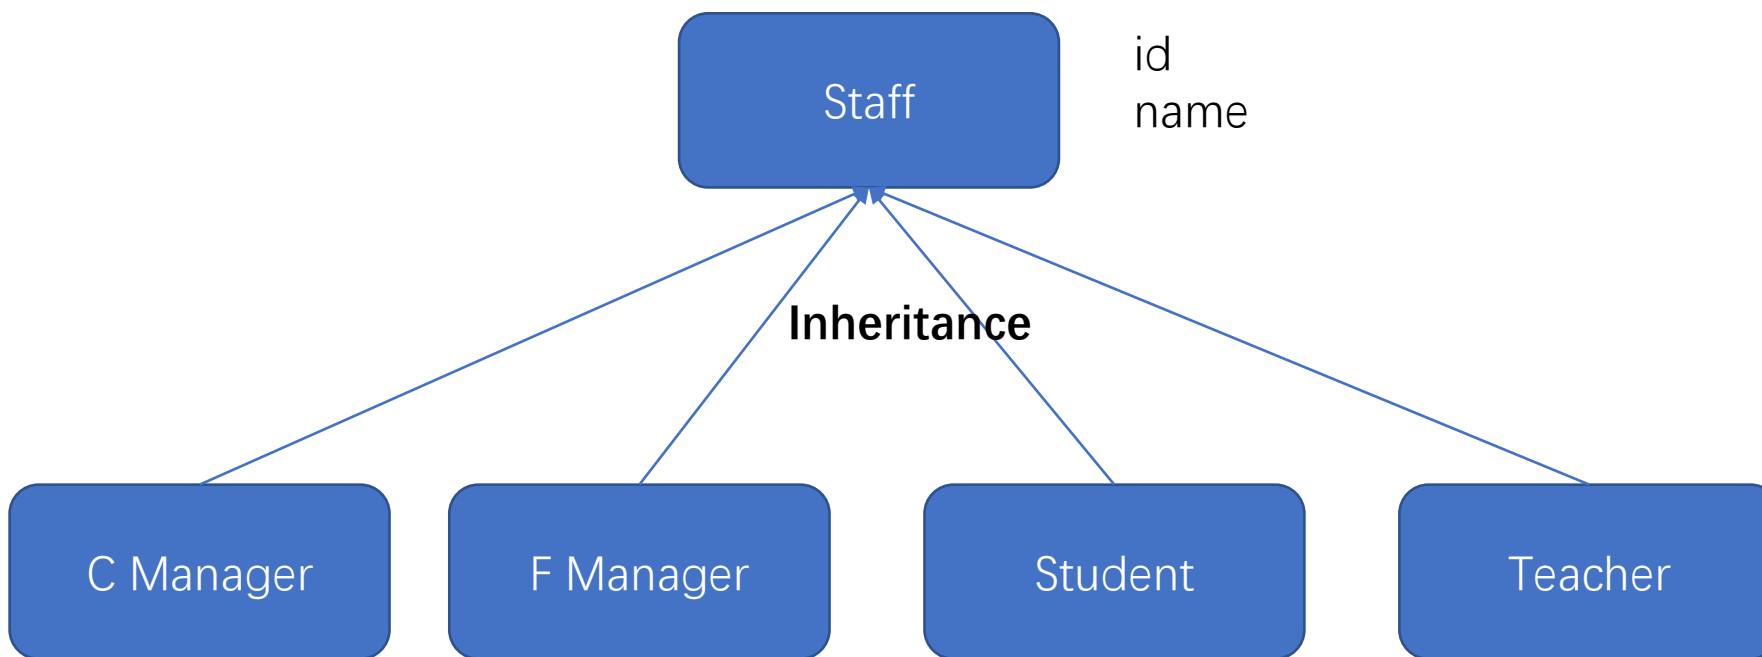 Staff
id
name
Inheritance
C Manager
F Manager
Student
Teacher